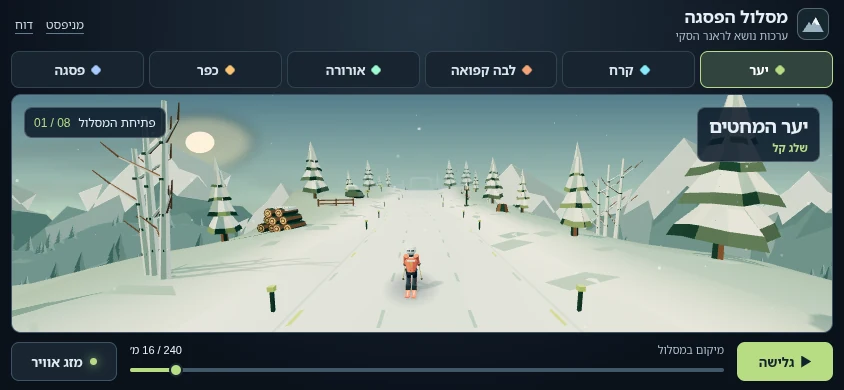 מסלול הפסגה
ערכות נושא לראנר הסקי
מניפסט
דוח
יער
קרח
לבה קפואה
אורורה
כפר
פסגה
יער המחטים
שלג קל
פתיחת המסלול 01 / 08
מיקום במסלול
16 / 240 מ׳
גלישה
מזג אוויר